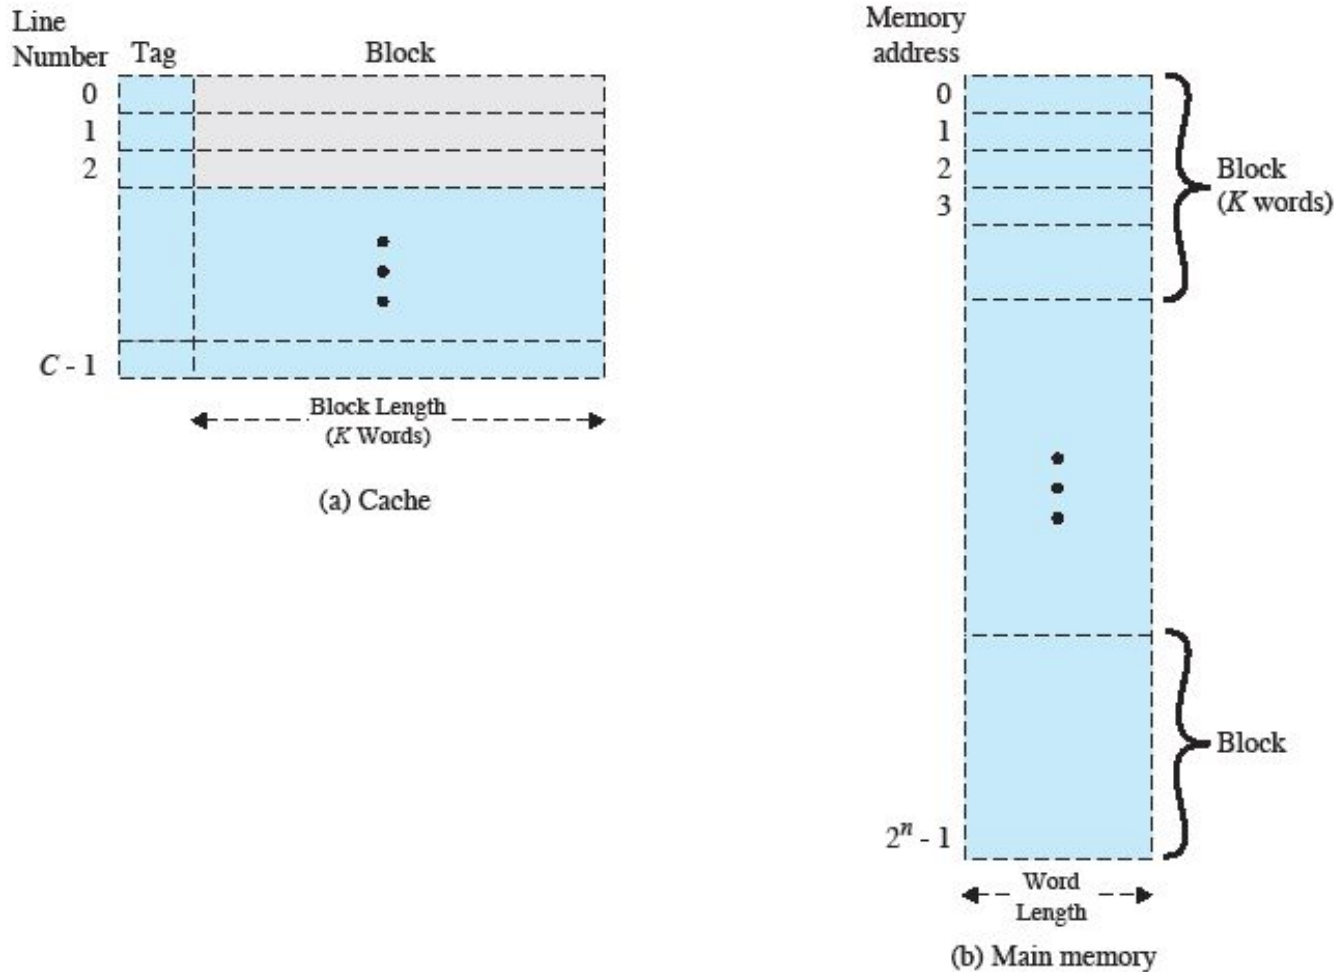 Line
Number Tag Block
0
1
2
C - 1
Block Length
(K Words)
(a) Cache
Memory
address
0
1
2
3
Block
(K words)
Block
2ⁿ - 1
Word
Length
(b) Main memory